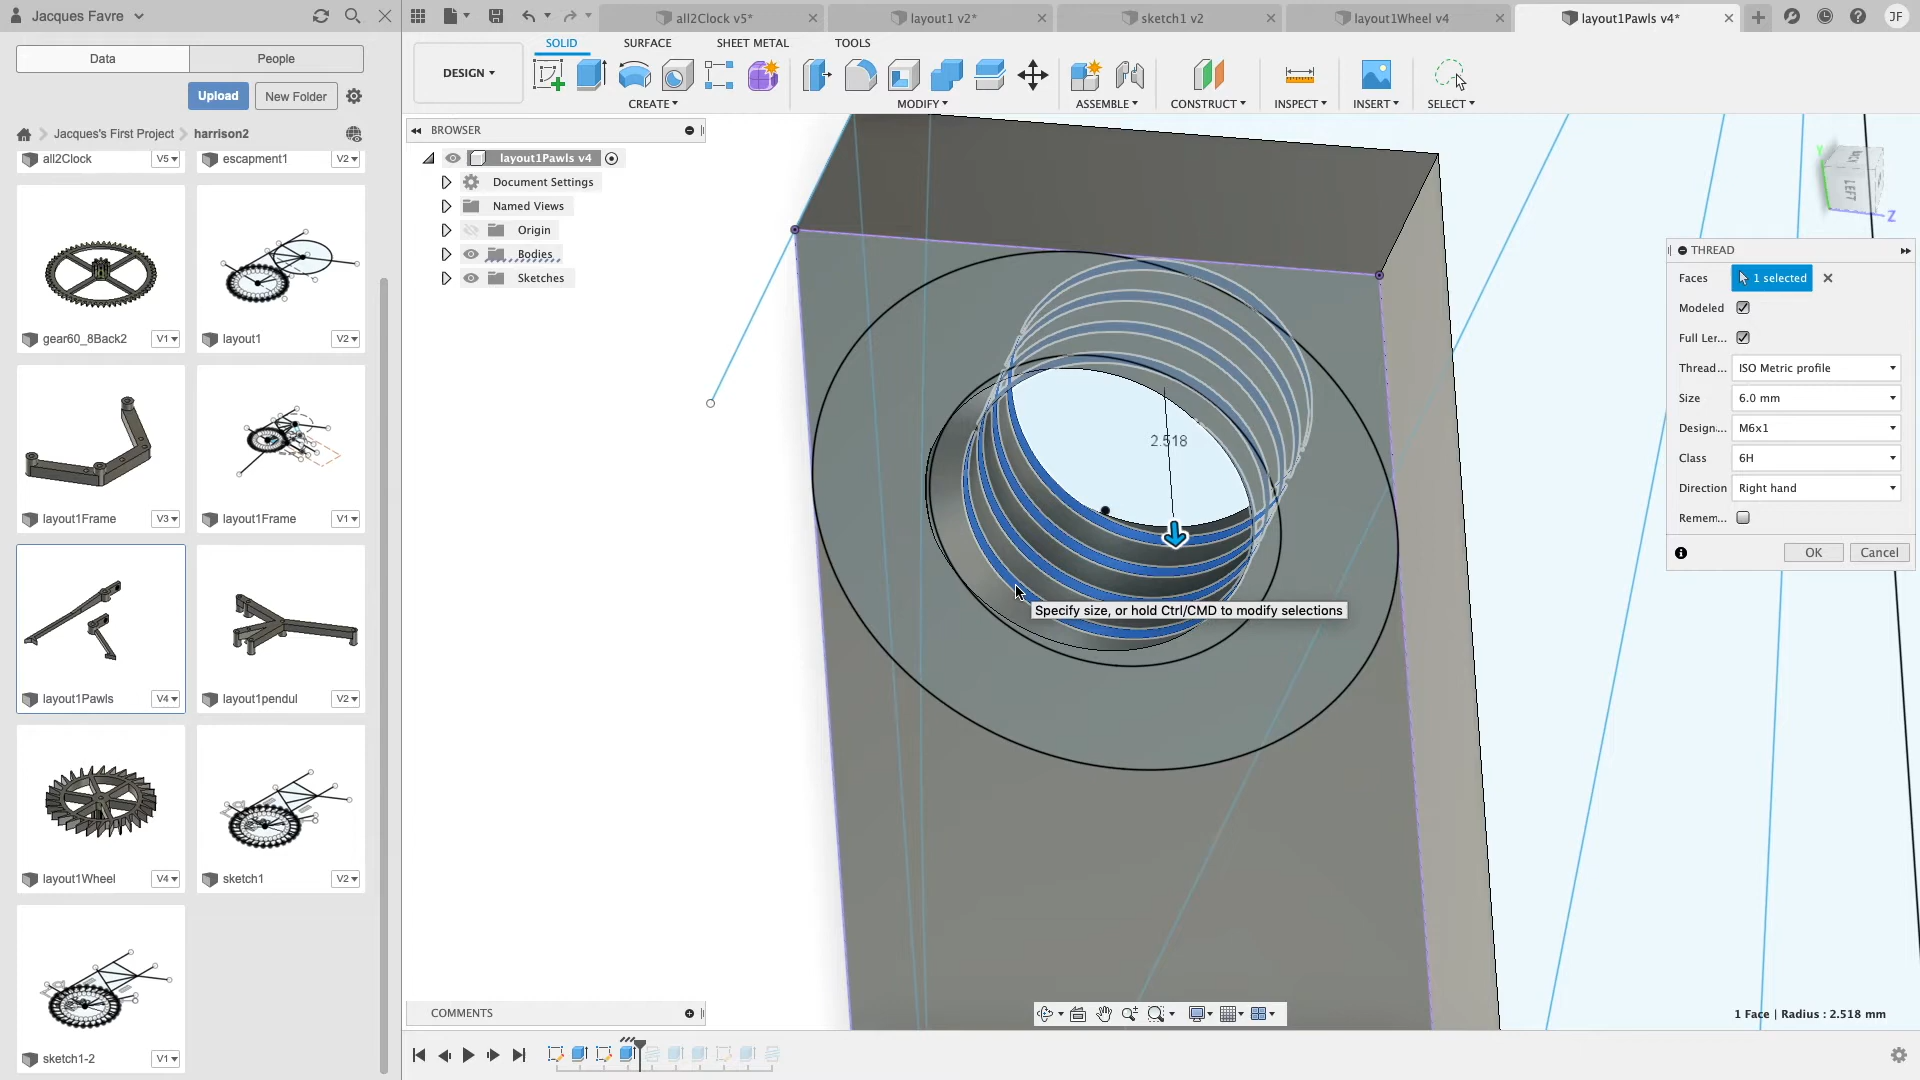 Jacques Favre
all2Clock v5*
layout1 v2*
sketch1 v2
layout1Wheel v4
layout1Pawls v4*
JF
SOLID
SURFACE
SHEET METAL
TOOLS
Data
People
DESIGN
Upload
New Folder
CREATE
MODIFY
ASSEMBLE
CONSTRUCT
INSPECT
INSERT
SELECT
Jacques's First Project
harrison2
BROWSER
all2Clock
V5
escapment1
V2
layout1Pawls v4
Document Settings
Named Views
Origin
Bodies
Sketches
LEFT
Y
Z
THREAD
Faces
1 selected
Modeled
Full Ler...
Thread...
ISO Metric profile
Size
6.0 mm
Design...
M6x1
Class
6H
Direction
Right hand
Remem...
OK
Cancel
gear60_8Back2
V1
layout1
V2
2.518
layout1Frame
V3
layout1Frame
V1
Specify size, or hold Ctrl/CMD to modify selections
layout1Pawls
V4
layout1pendul
V2
layout1Wheel
V4
sketch1
V2
COMMENTS
1 Face | Radius : 2.518 mm
sketch1-2
V1